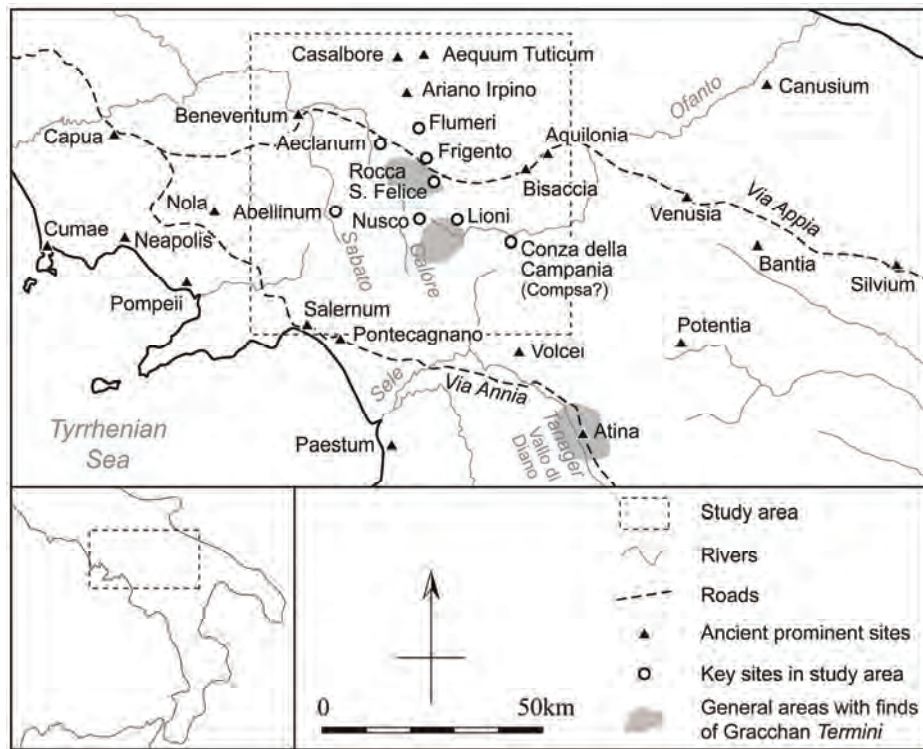 Casalbore
Aequum Tuticum
Ariano Irpino
Canusium
Ofanto
Beneventum
Flumeri
Capua
Aeclanum
Frigento
Aquilonia
Rocca
S. Felice
Bisaccia
Via Appia
Nola
Abellinum
Nusco
Lioni
Venusia
Cumae
Neapolis
Sabato
Calore
Conza della
Campania
(Compsa?)
Bantia
Silvium
Pompeii
Salernum
Pontecagnano
Volcei
Potentia
Sele
Via Annia
Tyrrhenian
Sea
Paestum
Tanager
Vallo di
Diano
Atina
Study area
Rivers
Roads
Ancient prominent sites
Key sites in study area
General areas with finds
of Gracchan Termini
0 50km